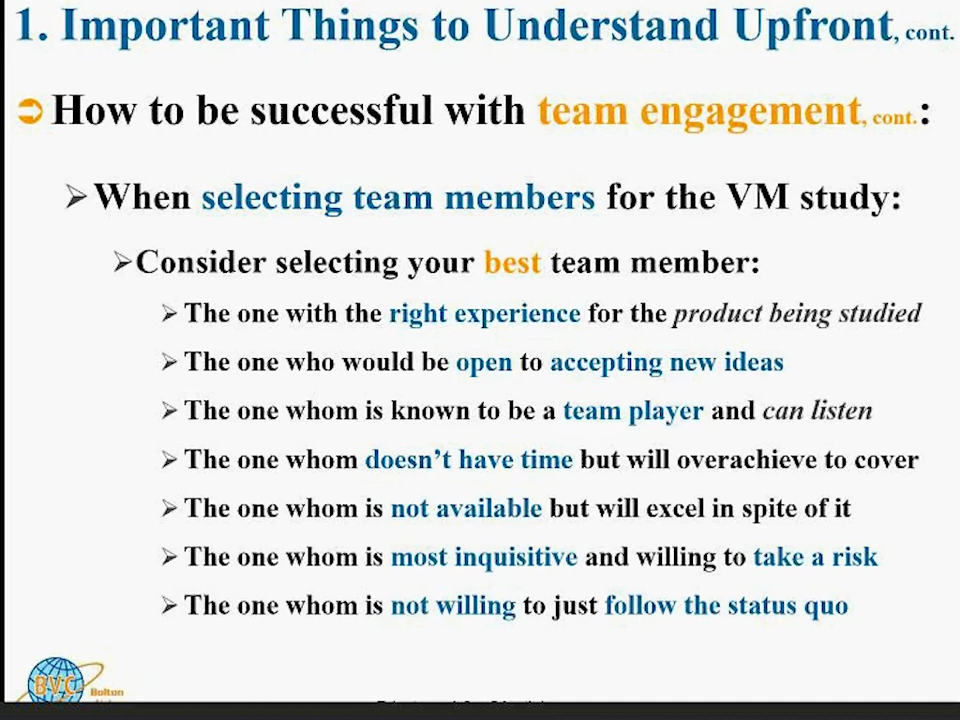 1. Important Things to Understand Upfront, cont.
How to be successful with team engagement, cont.:
When selecting team members for the VM study:
Consider selecting your best team member:
The one with the right experience for the product being studied
The one who would be open to accepting new ideas
The one whom is known to be a team player and can listen
The one whom doesn't have time but will overachieve to cover
The one whom is not available but will excel in spite of it
The one whom is most inquisitive and willing to take a risk
The one whom is not willing to just follow the status quo
BVC Bolton